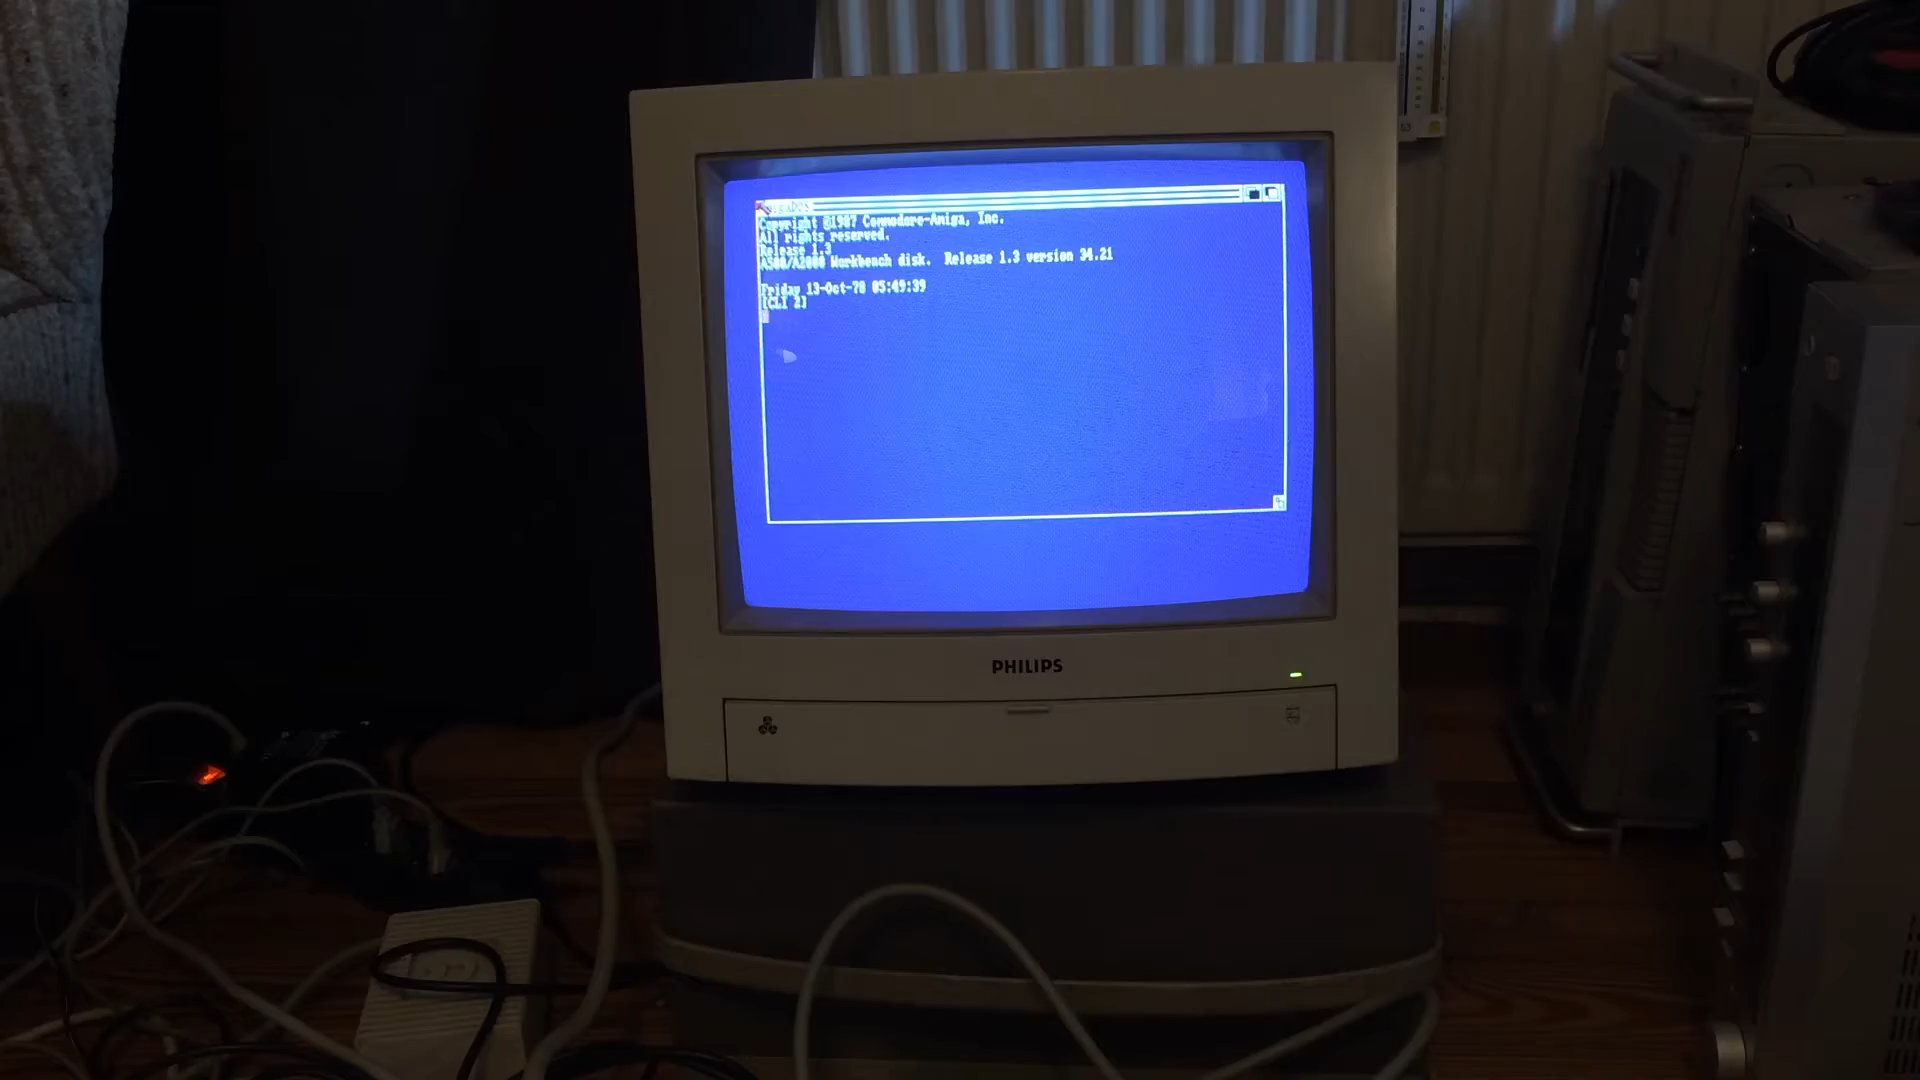 AmigaDOS
Copyright ©1987 Commodore-Amiga, Inc.
All rights reserved.
Release 1.3
A500/A2000 Workbench disk.  Release 1.3 version 34.21
Friday 13-Oct-78 05:49:39
[CLI 2]
PHILIPS